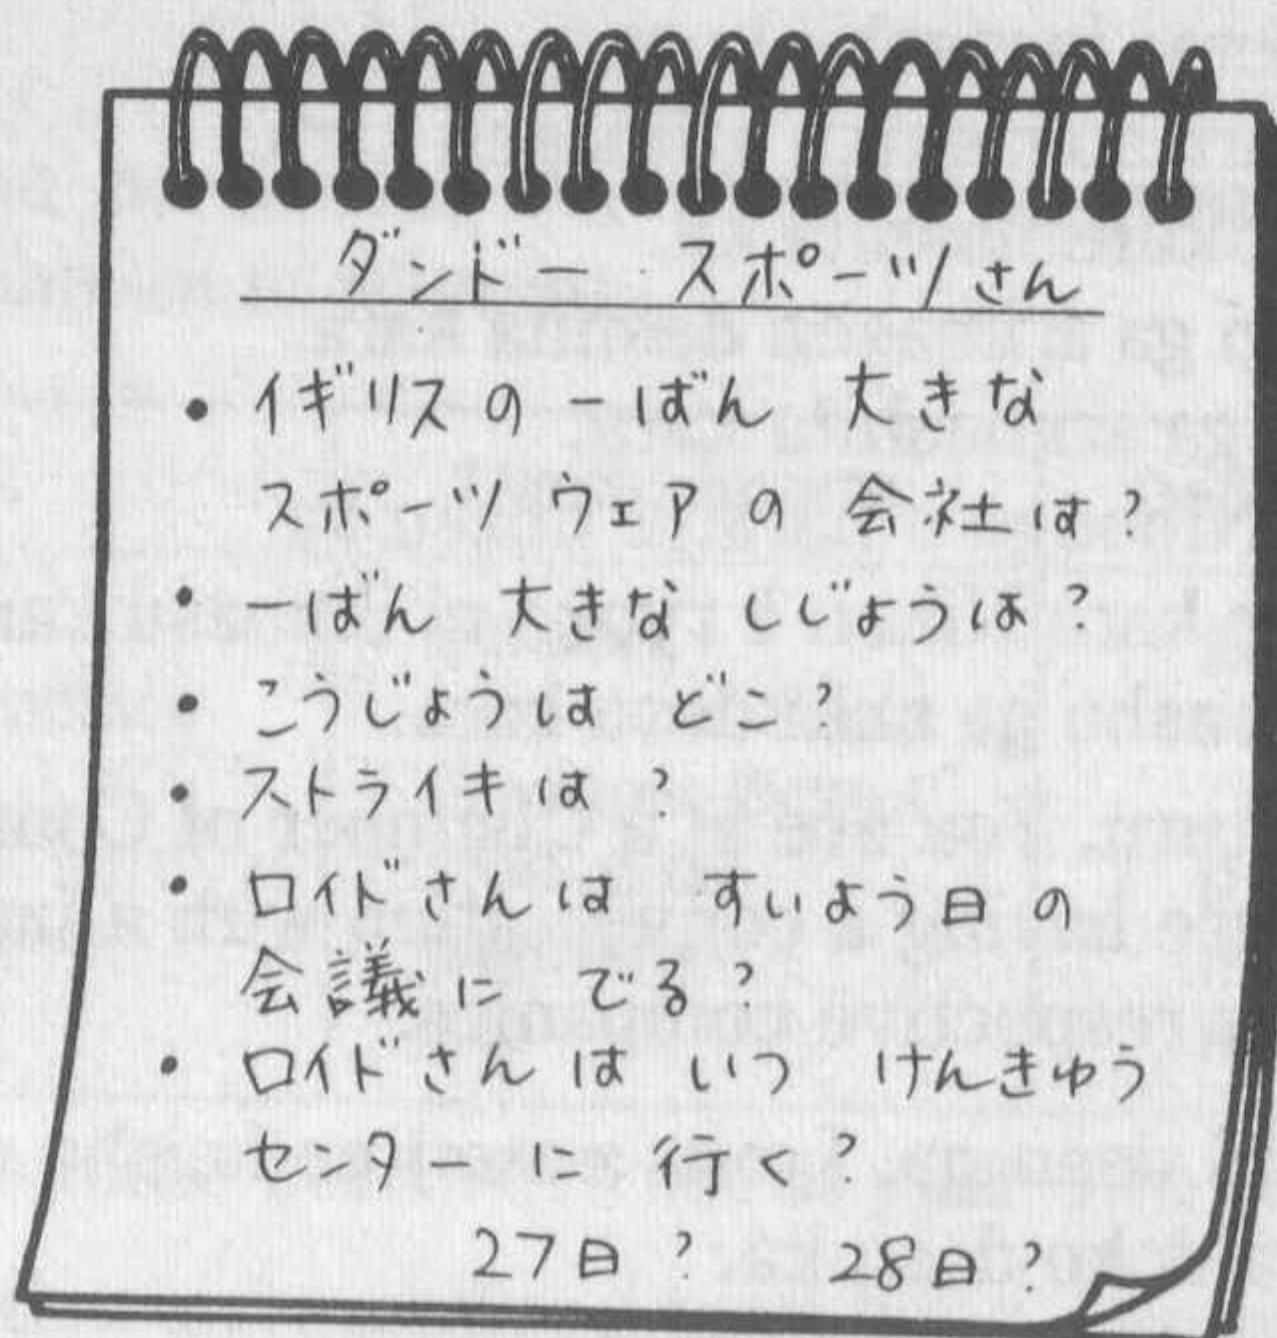 ダンドー スポーツさん
• イギリスの 一ばん 大きな
スポーツウェアの 会社は?
• 一ばん 大きな しじょうは?
• こうじょうは どこ?
• ストライキは?
• ロイドさんは すいよう日の
会議に でる?
• ロイドさんは いつ けんきゅう
センターに 行く?
27日? 28日?